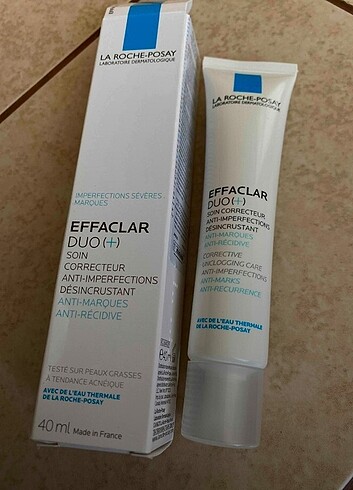 LA ROCHE-POSAY
LABORATOIRE DERMATOLOGIQUE
IMPERFECTIONS SÉVÈRES
MARQUES
EFFACLAR
DUO(+)
SOIN
CORRECTEUR
ANTI-IMPERFECTIONS
DÉSINCRUSTANT
ANTI-MARQUES
ANTI-RÉCIDIVE
TESTÉ SUR PEAUX GRASSES
À TENDANCE ACNÉIQUE
AVEC DE L'EAU THERMALE
DE LA ROCHE-POSAY
40 ml Made in France
LA ROCHE-POSAY
LABORATOIRE DERMATOLOGIQUE
EFFACLAR
DUO(+)
SOIN CORRECTEUR
ANTI-IMPERFECTIONS
DÉSINCRUSTANT
ANTI-MARQUES
ANTI-RÉCIDIVE
CORRECTIVE
UNCLOGGING CARE
ANTI-IMPERFECTIONS
ANTI-MARKS
ANTI-RECURRENCE
AVEC DE L'EAU THERMALE
DE LA ROCHE-POSAY